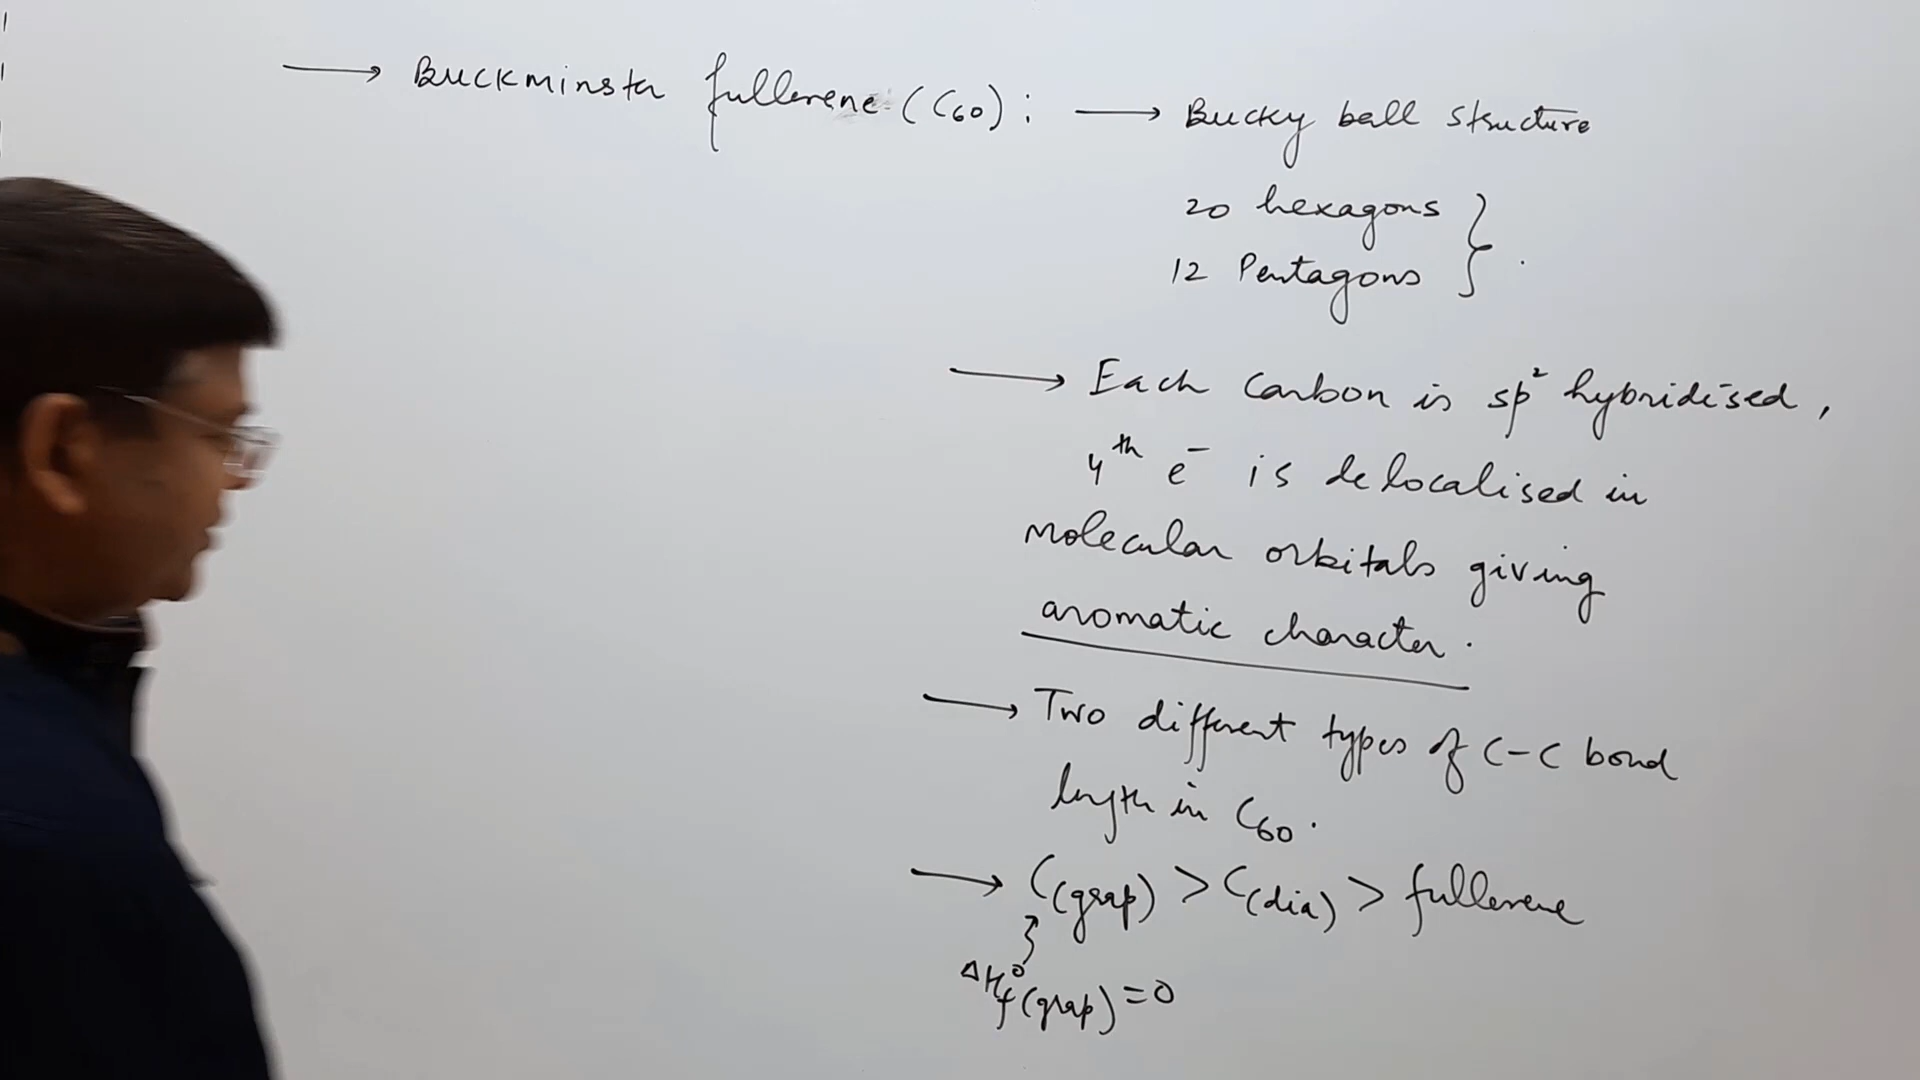 → Buckminster fullerene (C60) : → Bucky ball structure
20 hexagons }
12 Pentagons
→ Each carbon is sp² hybridised,
4th e⁻ is delocalised in
molecular orbitals giving
aromatic character.
→ Two different types of C-C bond
length in C60.
→ C(grap) > C(dia) > fullerene
ΔH°f(grap) = 0